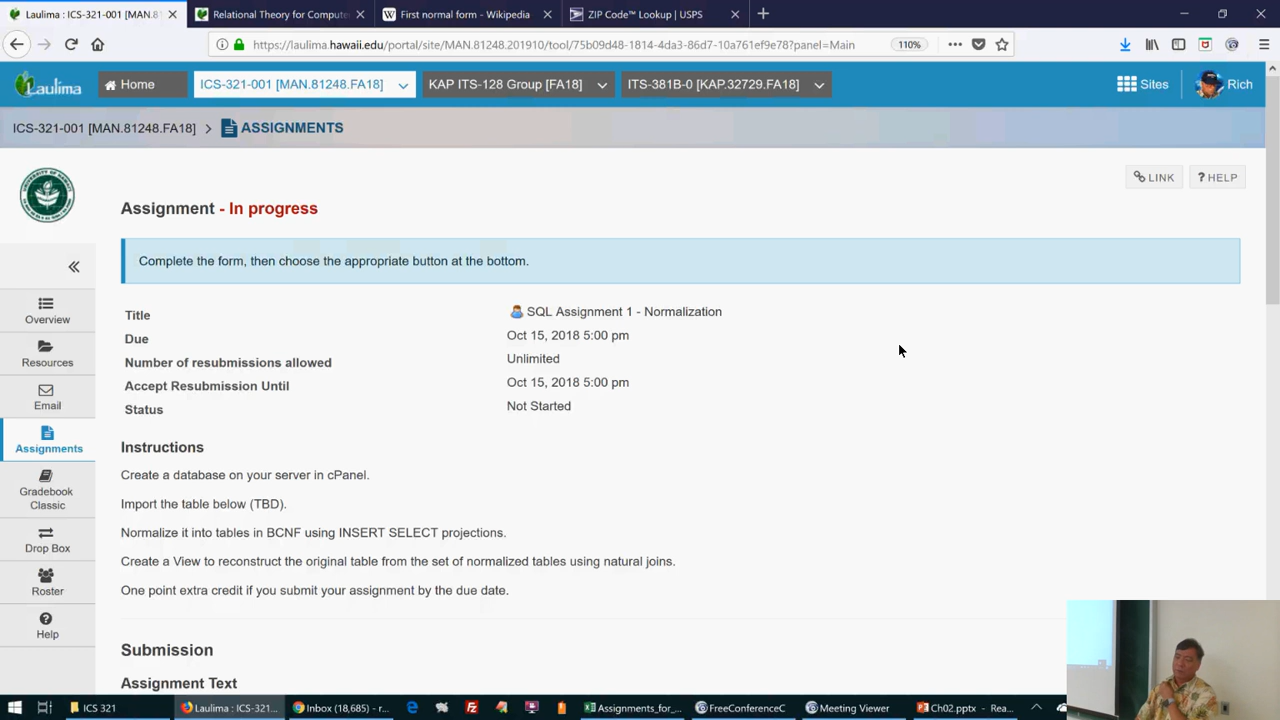 Laulima : ICS-321-001 [MAN.8
Relational Theory for Compute
First normal form - Wikipedia
ZIP Code™ Lookup | USPS
https://laulima.hawaii.edu/portal/site/MAN.81248.201910/tool/75b09d48-1814-4da3-86d7-10a761ef9e78?panel=Main
110%
Laulima
Home
ICS-321-001 [MAN.81248.FA18]
KAP ITS-128 Group [FA18]
ITS-381B-0 [KAP.32729.FA18]
Sites
Rich
ICS-321-001 [MAN.81248.FA18]
ASSIGNMENTS
LINK
? HELP
Assignment - In progress
Complete the form, then choose the appropriate button at the bottom.
Title
SQL Assignment 1 - Normalization
Due
Oct 15, 2018 5:00 pm
Number of resubmissions allowed
Unlimited
Accept Resubmission Until
Oct 15, 2018 5:00 pm
Status
Not Started
Instructions
Create a database on your server in cPanel.
Import the table below (TBD).
Normalize it into tables in BCNF using INSERT SELECT projections.
Create a View to reconstruct the original table from the set of normalized tables using natural joins.
One point extra credit if you submit your assignment by the due date.
Submission
Assignment Text
Overview
Resources
Email
Assignments
Gradebook
Classic
Drop Box
Roster
Help
ICS 321
Laulima : ICS-321...
Inbox (18,685) - r...
Assignments_for_...
FreeConferenceC
Meeting Viewer
Ch02.pptx - Rea...